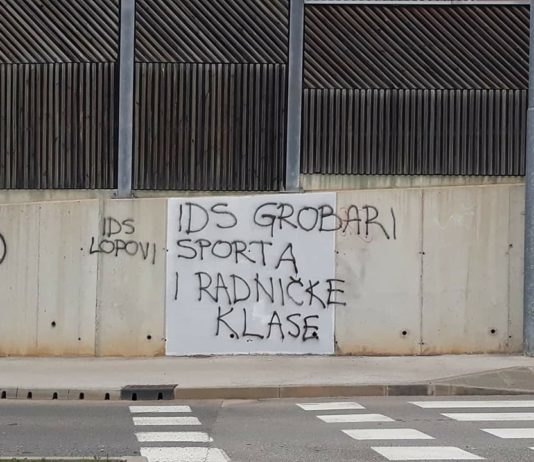 IDS
LOPOVI
IDS GROBARI
SPORTA
I RADNIČKE
KLASE